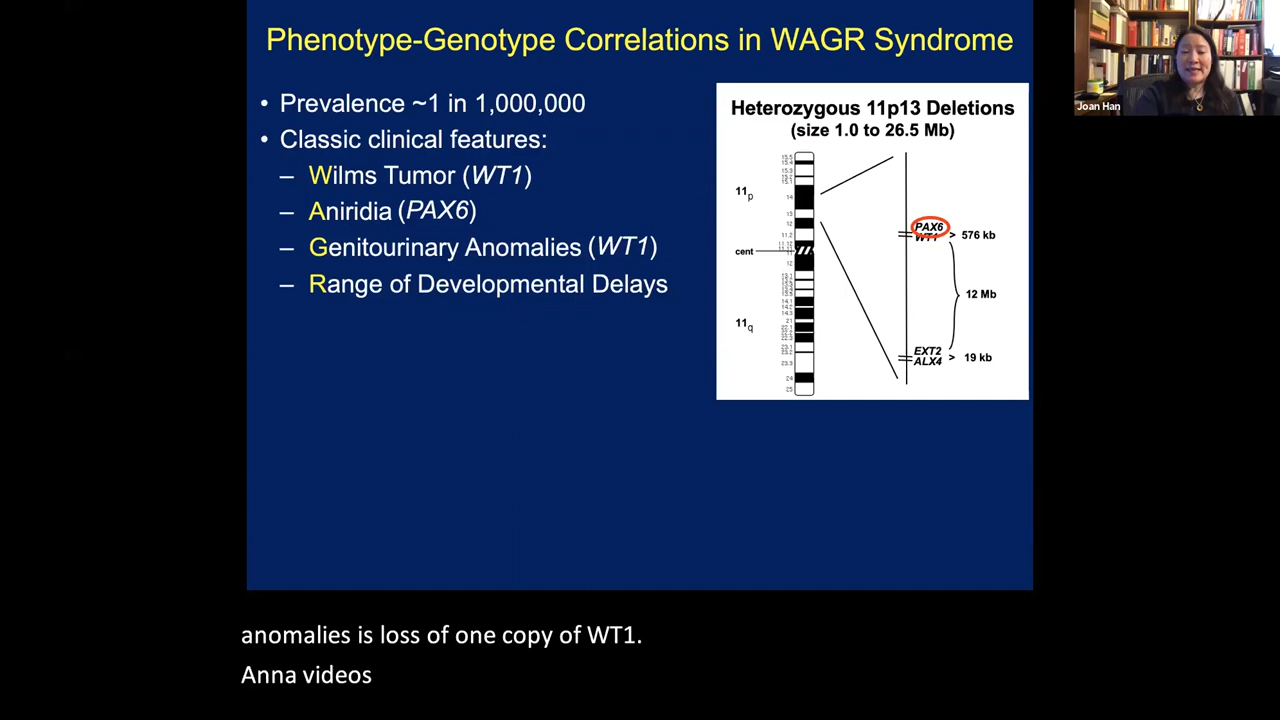 Phenotype-Genotype Correlations in WAGR Syndrome
• Prevalence ~1 in 1,000,000
• Classic clinical features:
– Wilms Tumor (WT1)
– Aniridia (PAX6)
– Genitourinary Anomalies (WT1)
– Range of Developmental Delays
Heterozygous 11p13 Deletions
(size 1.0 to 26.5 Mb)
11p
cent
11q
PAX6
WT1 > 576 kb
12 Mb
EXT2
ALX4 > 19 kb
Joan Han
anomalies is loss of one copy of WT1.
Anna videos